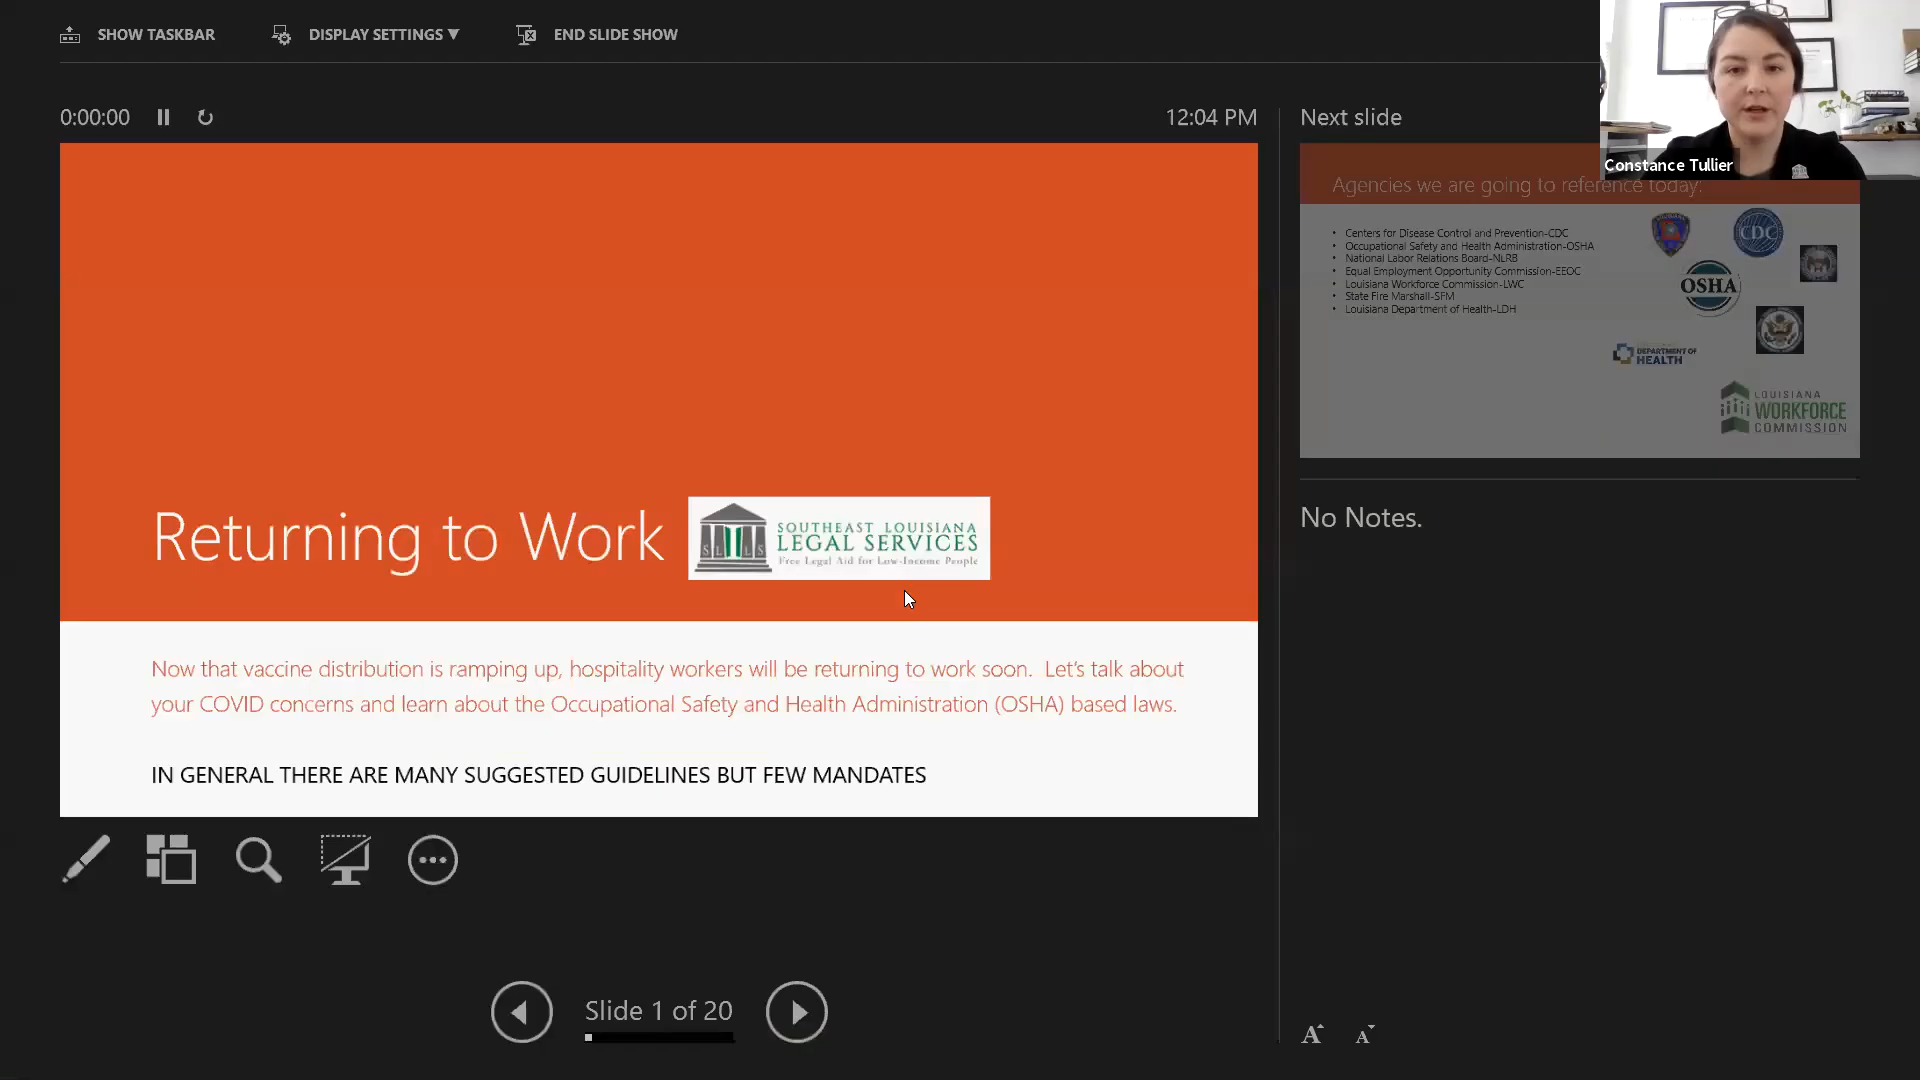 SHOW TASKBAR
DISPLAY SETTINGS ▼
END SLIDE SHOW
0:00:00
12:04 PM
Returning to Work
SLLS
SOUTHEAST LOUISIANA
LEGAL SERVICES
Free Legal Aid for Low-Income People
Now that vaccine distribution is ramping up, hospitality workers will be returning to work soon.  Let's talk about
your COVID concerns and learn about the Occupational Safety and Health Administration (OSHA) based laws.
IN GENERAL THERE ARE MANY SUGGESTED GUIDELINES BUT FEW MANDATES
Slide 1 of 20
Next slide
Constance Tullier
Agencies we are going to reference today:
• Centers for Disease Control and Prevention-CDC
• Occupational Safety and Health Administration-OSHA
• National Labor Relations Board-NLRB
• Equal Employment Opportunity Commission-EEOC
• Louisiana Workforce Commission-LWC
• State Fire Marshall-SFM
• Louisiana Department of Health-LDH
CDC
OSHA
DEPARTMENT OF
HEALTH
LOUISIANA
WORKFORCE
COMMISSION
No Notes.
A A